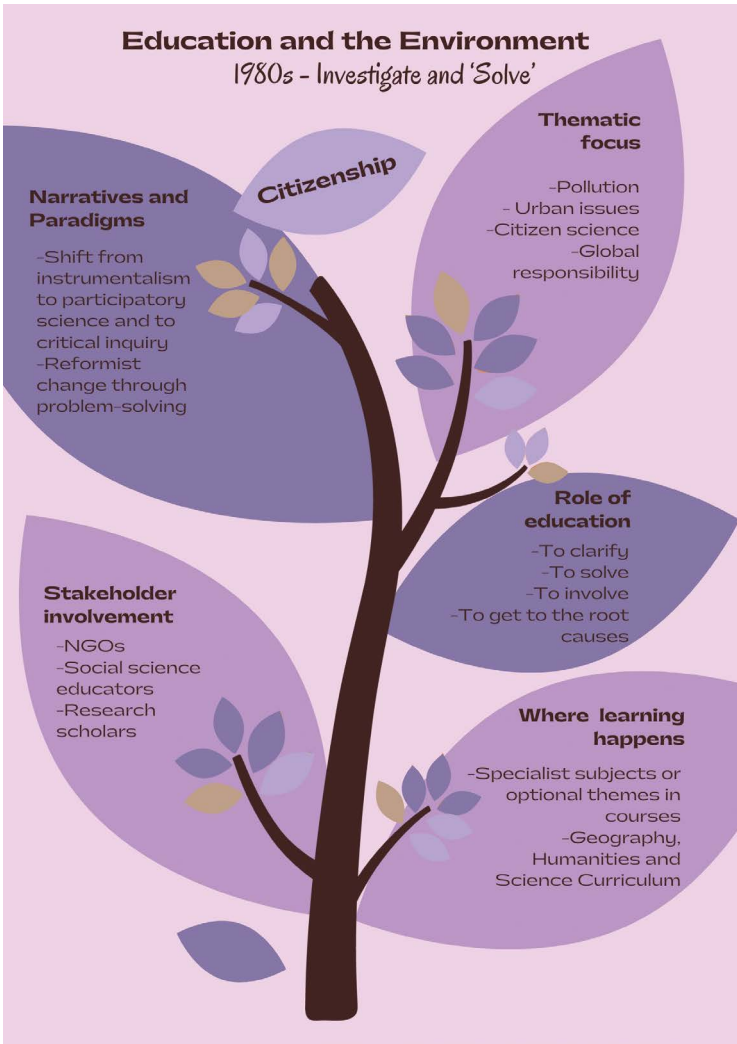 Education and the Environment
1980s - Investigate and ‘Solve’
Citizenship
Narratives and
Paradigms
-Shift from
instrumentalism
to participatory
science and to
critical inquiry
-Reformist
change through
problem-solving
Thematic
focus
-Pollution
- Urban issues
-Citizen science
-Global
responsibility
Role of
education
-To clarify
-To solve
-To involve
-To get to the root
causes
Stakeholder
involvement
-NGOs
-Social science
educators
-Research
scholars
Where learning
happens
-Specialist subjects or
optional themes in
courses
-Geography,
Humanities and
Science Curriculum